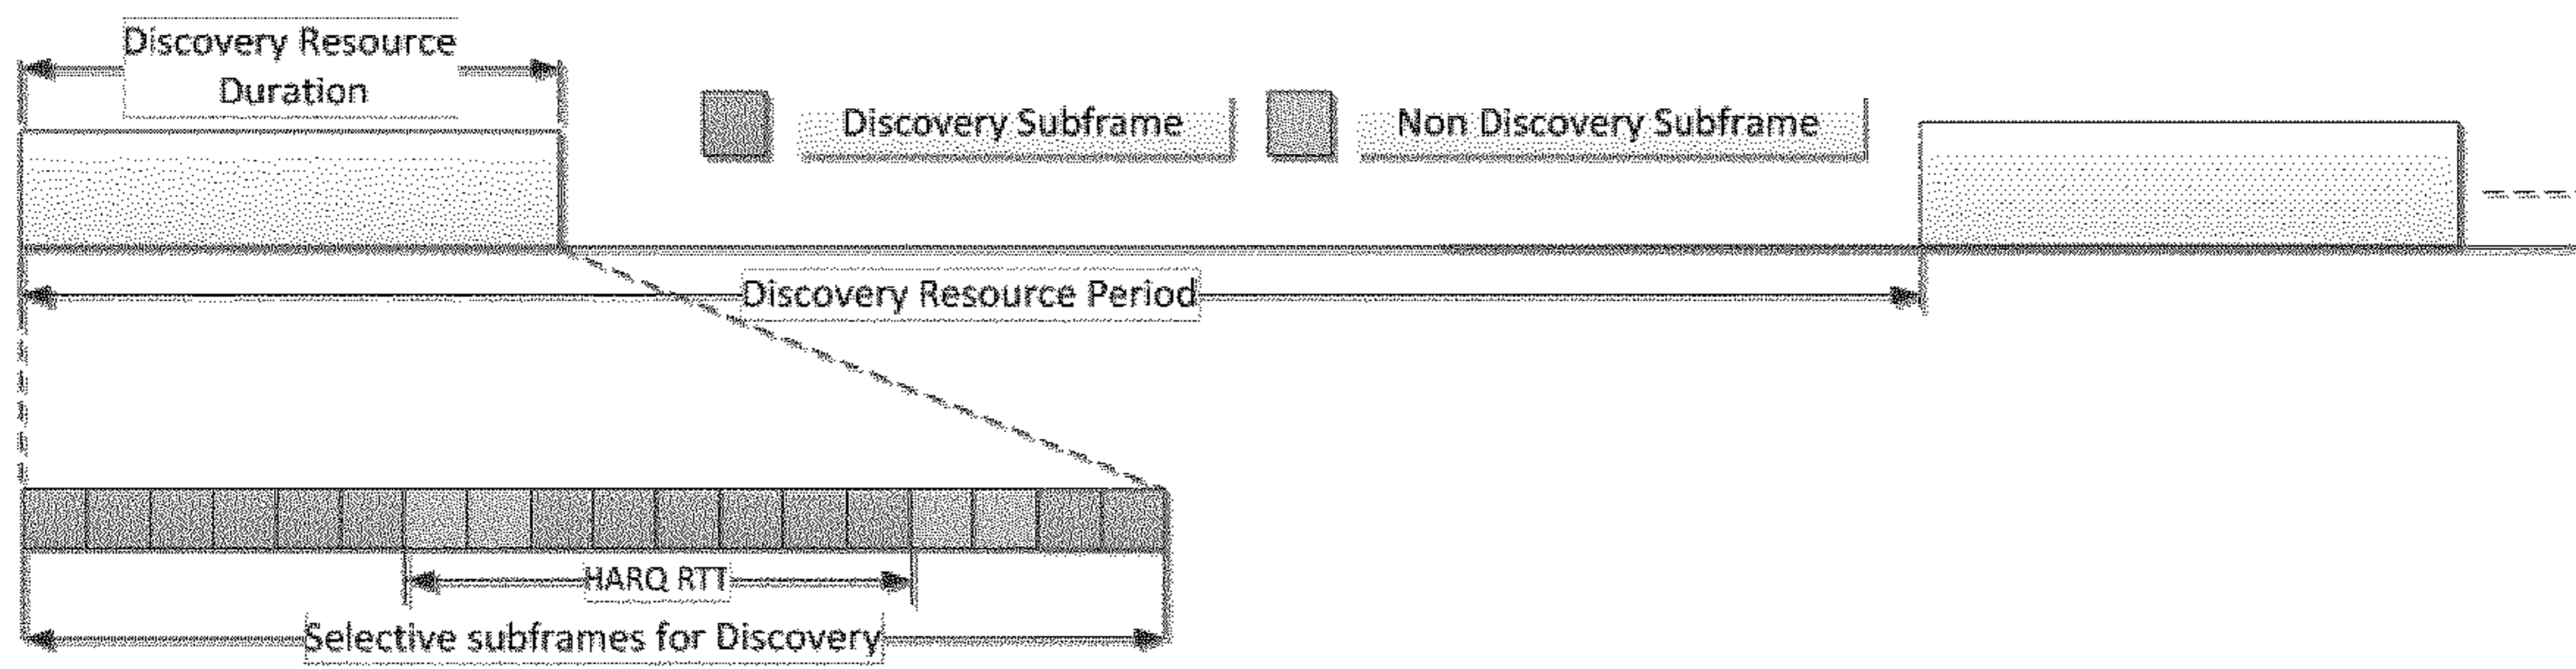 Discovery Resource
Duration
Discovery Subframe
Non Discovery Subframe
Discovery Resource Period
HARQ RTT
Selective subframes for Discovery